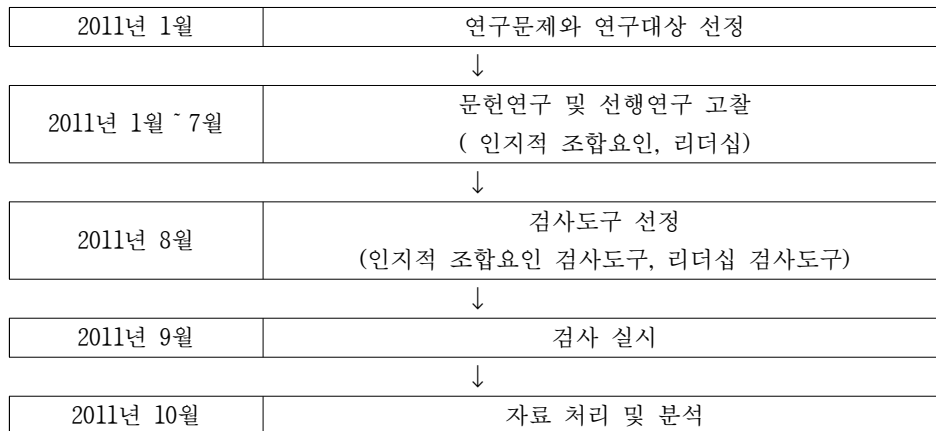 2011년 1월 연구문제와 연구대상 선정
↓
문헌연구 및 선행연구 고찰
2011년 1월 ~ 7월
( 인지적 조합요인, 리더십)
↓
검사도구 선정
2011년 8월
(인지적 조합요인 검사도구, 리더십 검사도구)
↓
2011년 9월 검사 실시
↓
2011년 10월 자료 처리 및 분석